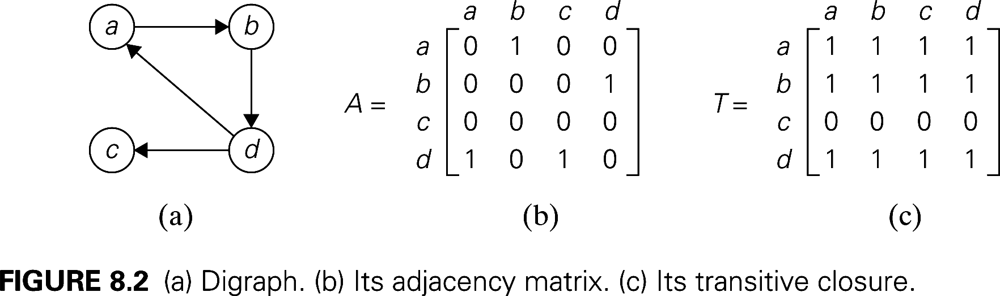 a b
c d
a b c d
a 0 1 0 0
b 0 0 0 1
A =
c 0 0 0 0
d 1 0 1 0
a b c d
a 1 1 1 1
b 1 1 1 1
T =
c 0 0 0 0
d 1 1 1 1
(a) (b) (c)
FIGURE 8.2 (a) Digraph. (b) Its adjacency matrix. (c) Its transitive closure.